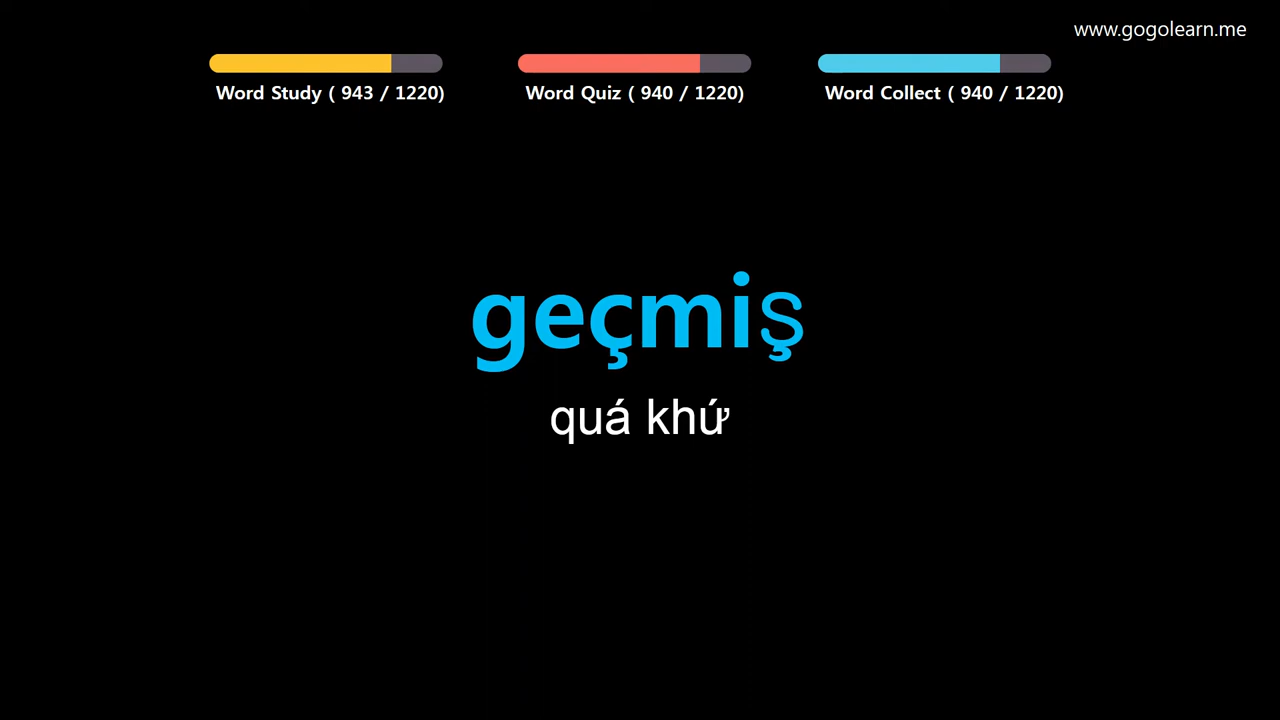 www.gogolearn.me
Word Study ( 943 / 1220)
Word Quiz ( 940 / 1220)
Word Collect ( 940 / 1220)
geçmiş
quá khứ